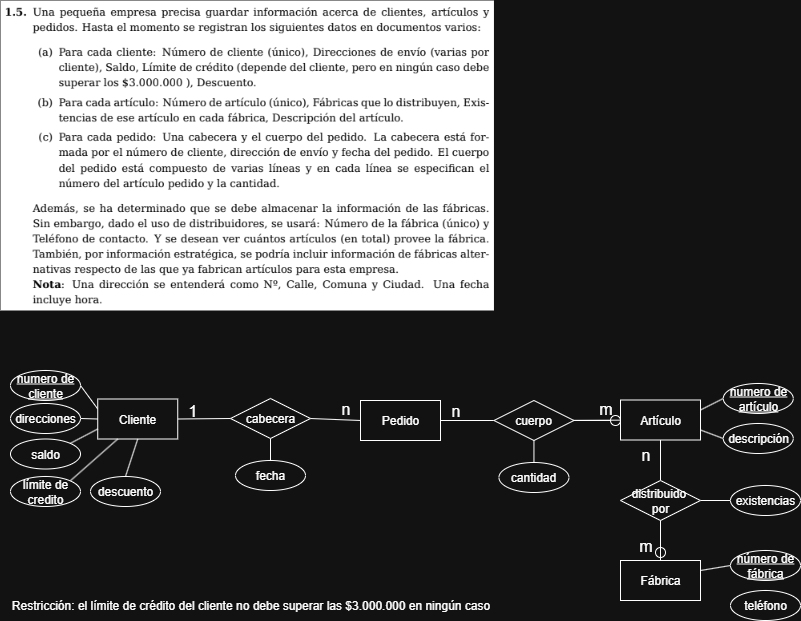 1.5. Una pequeña empresa precisa guardar información acerca de clientes, artículos y
pedidos. Hasta el momento se registran los siguientes datos en documentos varios:
(a) Para cada cliente: Número de cliente (único), Direcciones de envío (varias por
cliente), Saldo, Límite de crédito (depende del cliente, pero en ningún caso debe
superar los $3.000.000 ), Descuento.
(b) Para cada artículo: Número de artículo (único), Fábricas que lo distribuyen, Exis-
tencias de ese artículo en cada fábrica, Descripción del artículo.
(c) Para cada pedido: Una cabecera y el cuerpo del pedido. La cabecera está for-
mada por el número de cliente, dirección de envío y fecha del pedido. El cuerpo
del pedido está compuesto de varias líneas y en cada línea se especifican el
número del artículo pedido y la cantidad.
Además, se ha determinado que se debe almacenar la información de las fábricas.
Sin embargo, dado el uso de distribuidores, se usará: Número de la fábrica (único) y
Teléfono de contacto. Y se desean ver cuántos artículos (en total) provee la fábrica.
También, por información estratégica, se podría incluir información de fábricas alter-
nativas respecto de las que ya fabrican artículos para esta empresa.
Nota: Una dirección se entenderá como Nº, Calle, Comuna y Ciudad. Una fecha
incluye hora.
numero de
cliente
direcciones
saldo
límite de
credito
descuento
Cliente
1
cabecera
fecha
n
Pedido
n
cuerpo
cantidad
m
Artículo
numero de
artículo
descripción
n
distribuido
por
existencias
m
Fábrica
número de
fábrica
teléfono
Restricción: el límite de crédito del cliente no debe superar las $3.000.000 en ningún caso